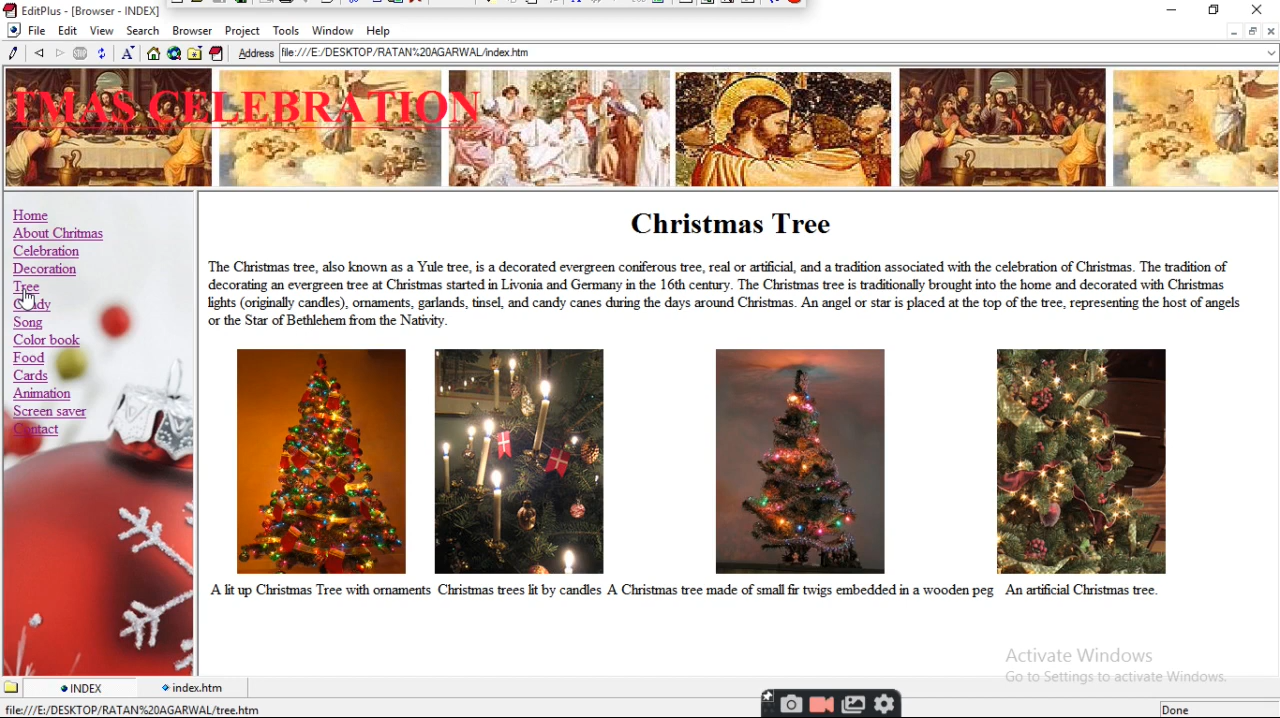 EditPlus - [Browser - INDEX]
File Edit View Search Browser Project Tools Window Help
Address file:///E:/DESKTOP/RATAN%20AGARWAL/index.htm
TMAS CELEBRATION
Home
About Chritmas
Celebration
Decoration
Tree
Candy
Song
Color book
Food
Cards
Animation
Screen saver
Contact
Christmas Tree
The Christmas tree, also known as a Yule tree, is a decorated evergreen coniferous tree, real or artificial, and a tradition associated with the celebration of Christmas. The tradition of
decorating an evergreen tree at Christmas started in Livonia and Germany in the 16th century. The Christmas tree is traditionally brought into the home and decorated with Christmas
lights (originally candles), ornaments, garlands, tinsel, and candy canes during the days around Christmas. An angel or star is placed at the top of the tree, representing the host of angels
or the Star of Bethlehem from the Nativity.
A lit up Christmas Tree with ornaments Christmas trees lit by candles A Christmas tree made of small fir twigs embedded in a wooden peg An artificial Christmas tree.
Activate Windows
Go to Settings to activate Windows.
INDEX index.htm
file:///E:/DESKTOP/RATAN%20AGARWAL/tree.htm Done